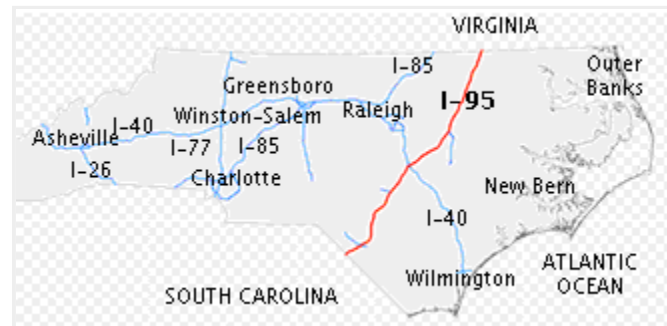 VIRGINIA
I-85
Outer
Banks
Greensboro
I-95
Winston-Salem
Raleigh
I-40
Asheville
I-77
I-85
I-26
Charlotte
New Bern
I-40
Wilmington
ATLANTIC
OCEAN
SOUTH CAROLINA